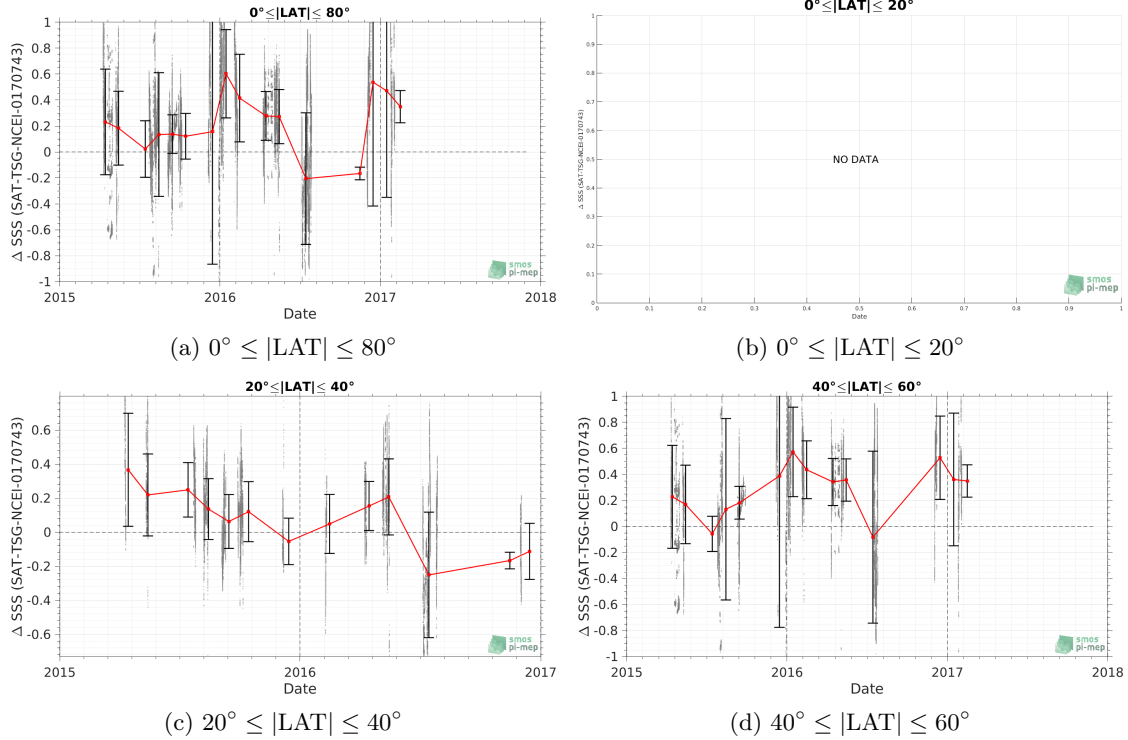 0°≤|LAT|≤ 80°
Δ SSS (SAT-TSG-NCEI-0170743)
1
0.8
0.6
0.4
0.2
0
-0.2
-0.4
-0.6
-0.8
-1
2015 2016 2017 2018
Date
smos
pi-mep
(a) 0° ≤ |LAT| ≤ 80°
0°≤|LAT|≤ 20°
Δ SSS (SAT-TSG-NCEI-0170743)
1
0.9
0.8
0.7
0.6
0.5
0.4
0.3
0.2
0.1
0
NO DATA
0 0.1 0.2 0.3 0.4 0.5 0.6 0.7 0.8 0.9 1
Date
smos
pi-mep
(b) 0° ≤ |LAT| ≤ 20°
20°≤|LAT|≤ 40°
Δ SSS (SAT-TSG-NCEI-0170743)
0.6
0.4
0.2
0
-0.2
-0.4
-0.6
2015 2016 2017
Date
smos
pi-mep
(c) 20° ≤ |LAT| ≤ 40°
40°≤|LAT|≤ 60°
Δ SSS (SAT-TSG-NCEI-0170743)
1
0.8
0.6
0.4
0.2
0
-0.2
-0.4
-0.6
-0.8
-1
2015 2016 2017 2018
Date
smos
pi-mep
(d) 40° ≤ |LAT| ≤ 60°